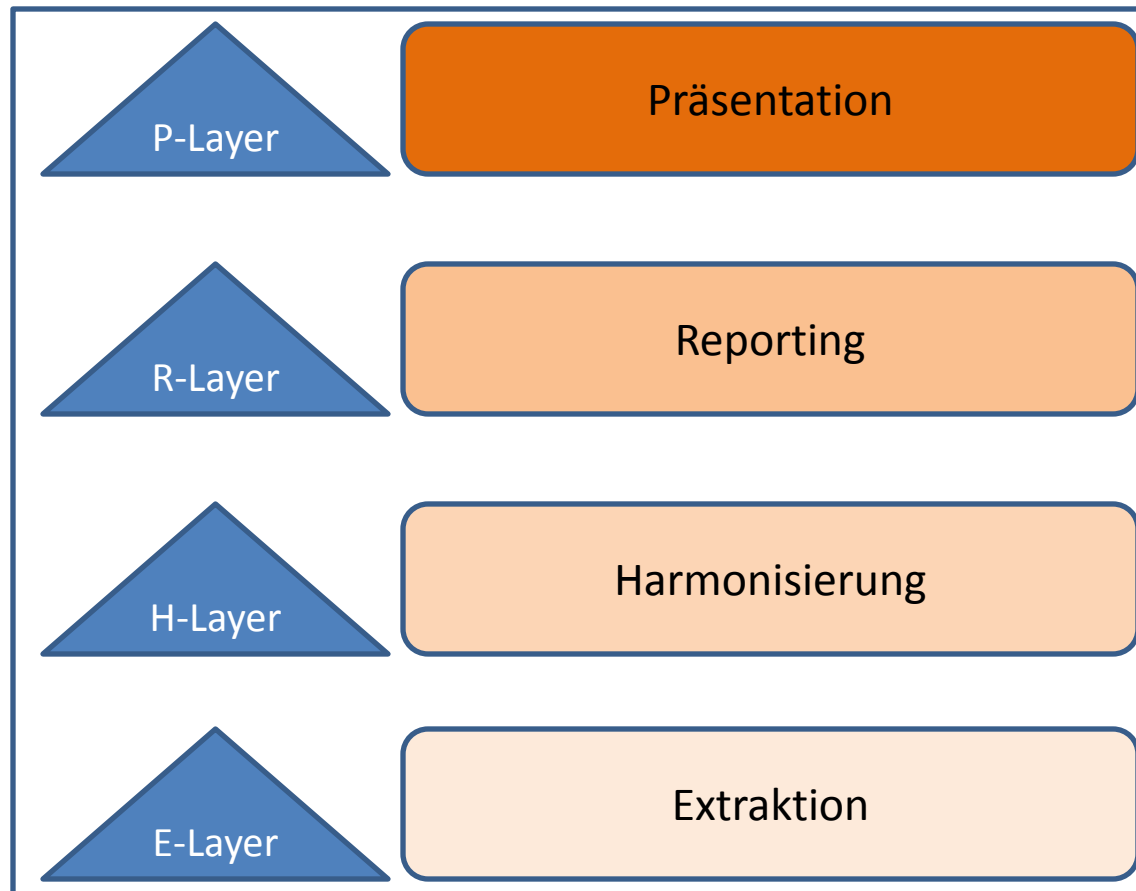 P-Layer
Präsentation
R-Layer
Reporting
H-Layer
Harmonisierung
E-Layer
Extraktion